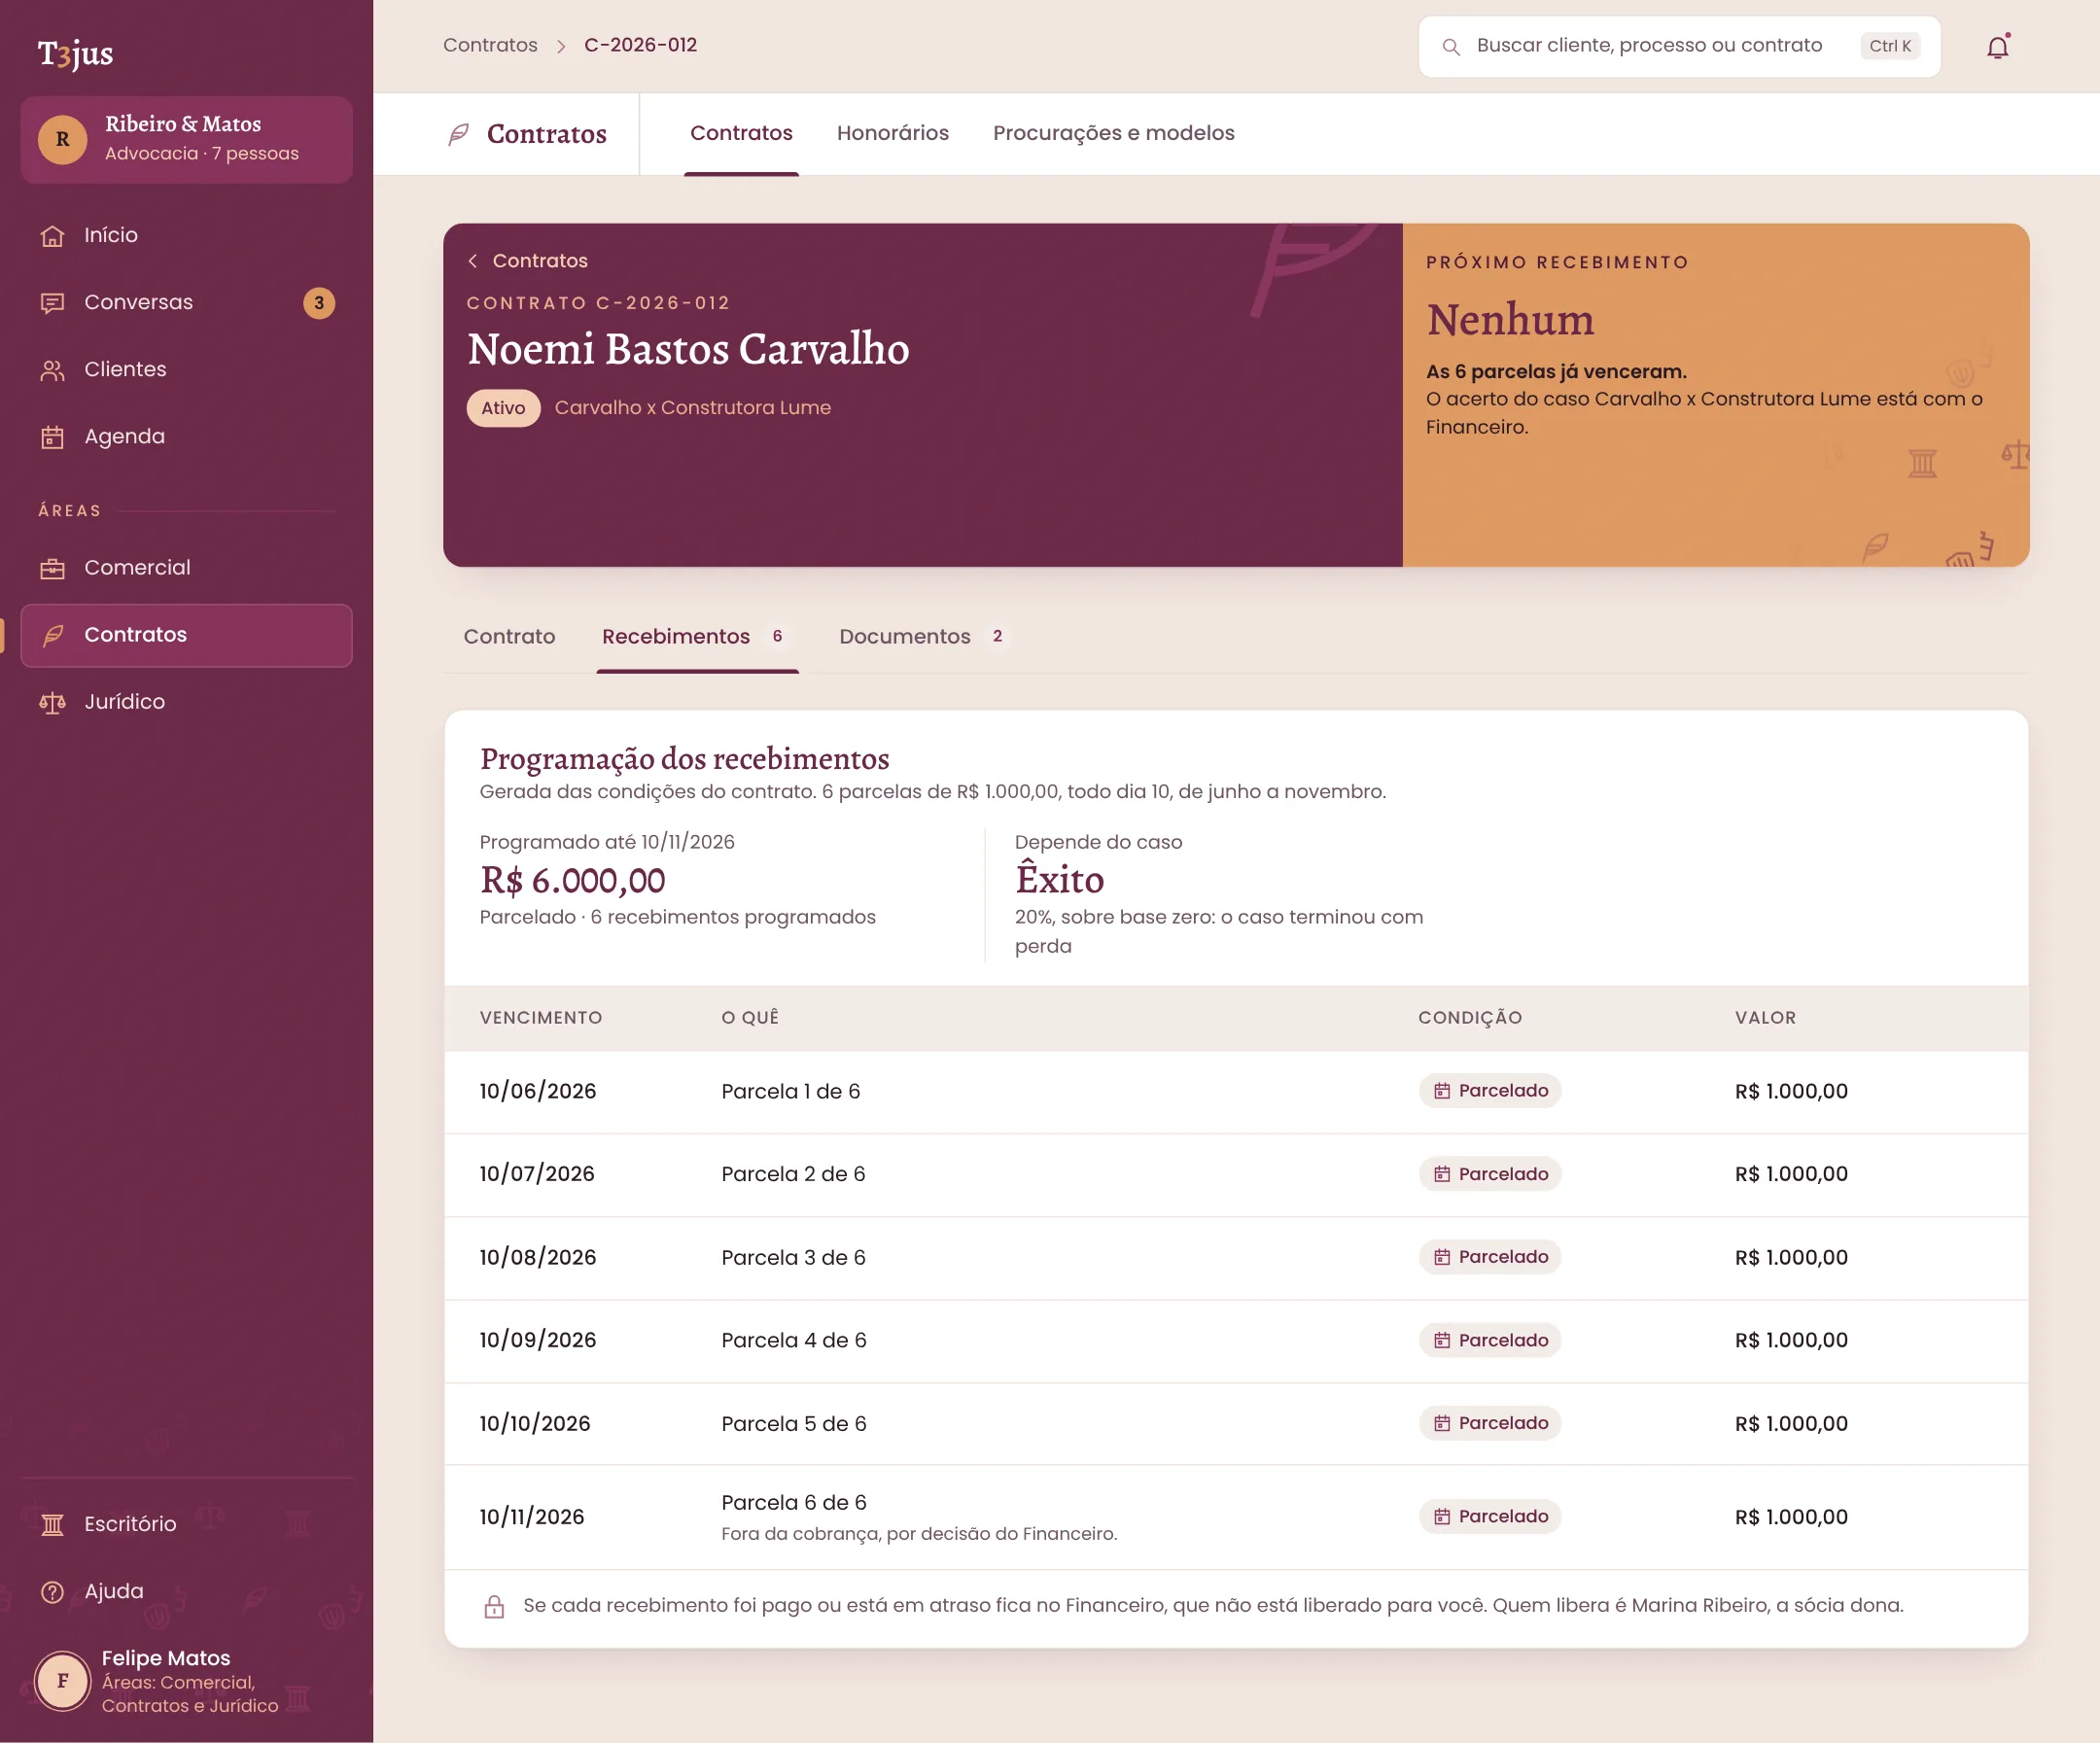 T3jus
R
Ribeiro & Matos
Advocacia · 7 pessoas
Início
Conversas
3
Clientes
Agenda
ÁREAS
Comercial
Contratos
Jurídico
Escritório
Ajuda
F
Felipe Matos
Áreas: Comercial,
Contratos e Jurídico
Contratos
C-2026-012
Buscar cliente, processo ou contrato
Ctrl K
Contratos
Contratos
Honorários
Procurações e modelos
Contratos
CONTRATO C-2026-012
Noemi Bastos Carvalho
Ativo
Carvalho x Construtora Lume
PRÓXIMO RECEBIMENTO
Nenhum
As 6 parcelas já venceram.
O acerto do caso Carvalho x Construtora Lume está com o
Financeiro.
Contrato
Recebimentos 6
Documentos 2
Programação dos recebimentos
Gerada das condições do contrato. 6 parcelas de R$ 1.000,00, todo dia 10, de junho a novembro.
Programado até 10/11/2026
R$ 6.000,00
Parcelado · 6 recebimentos programados
Depende do caso
Êxito
20%, sobre base zero: o caso terminou com
perda
VENCIMENTO O QUÊ CONDIÇÃO VALOR
10/06/2026 Parcela 1 de 6 Parcelado R$ 1.000,00
10/07/2026 Parcela 2 de 6 Parcelado R$ 1.000,00
10/08/2026 Parcela 3 de 6 Parcelado R$ 1.000,00
10/09/2026 Parcela 4 de 6 Parcelado R$ 1.000,00
10/10/2026 Parcela 5 de 6 Parcelado R$ 1.000,00
10/11/2026 Parcela 6 de 6 Parcelado R$ 1.000,00
Fora da cobrança, por decisão do Financeiro.
Se cada recebimento foi pago ou está em atraso fica no Financeiro, que não está liberado para você. Quem libera é Marina Ribeiro, a sócia dona.